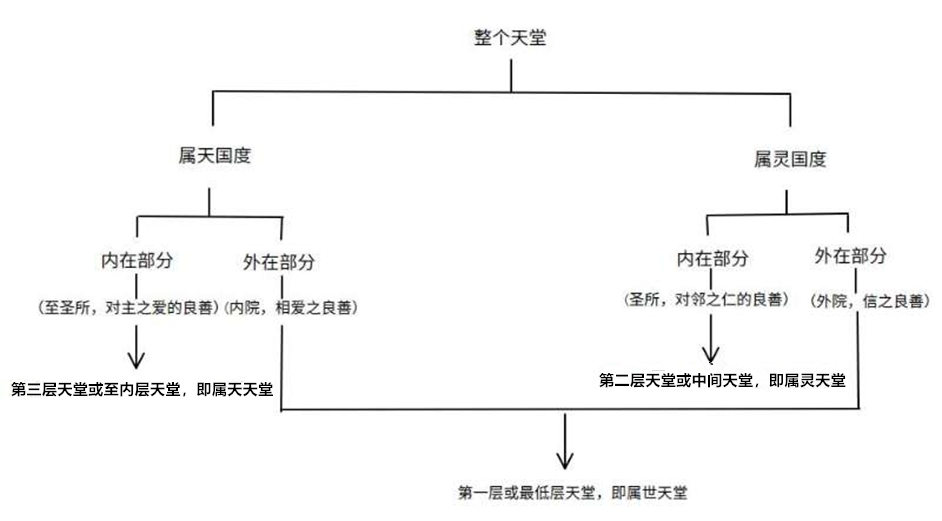 整个天堂
属天国度
属灵国度
内在部分
外在部分
内在部分
外在部分
（至圣所，对主之爱的良善）
（内院，相爱之良善）
（圣所，对邻之仁的良善）
（外院，信之良善）
第三层天堂或至内层天堂，即属天天堂
第二层天堂或中间天堂，即属灵天堂
第一层或最低层天堂，即属世天堂